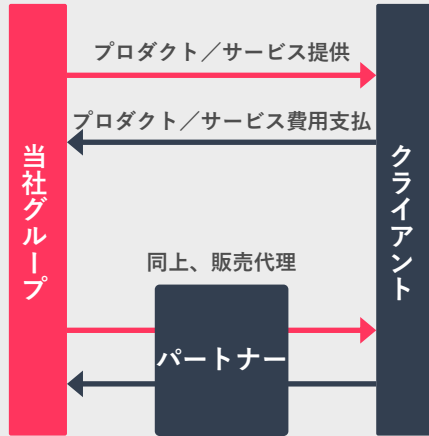 プロダクト／サービス提供
プロダクト／サービス費用支払
当社グループ
クライアント
同上、販売代理
パートナー